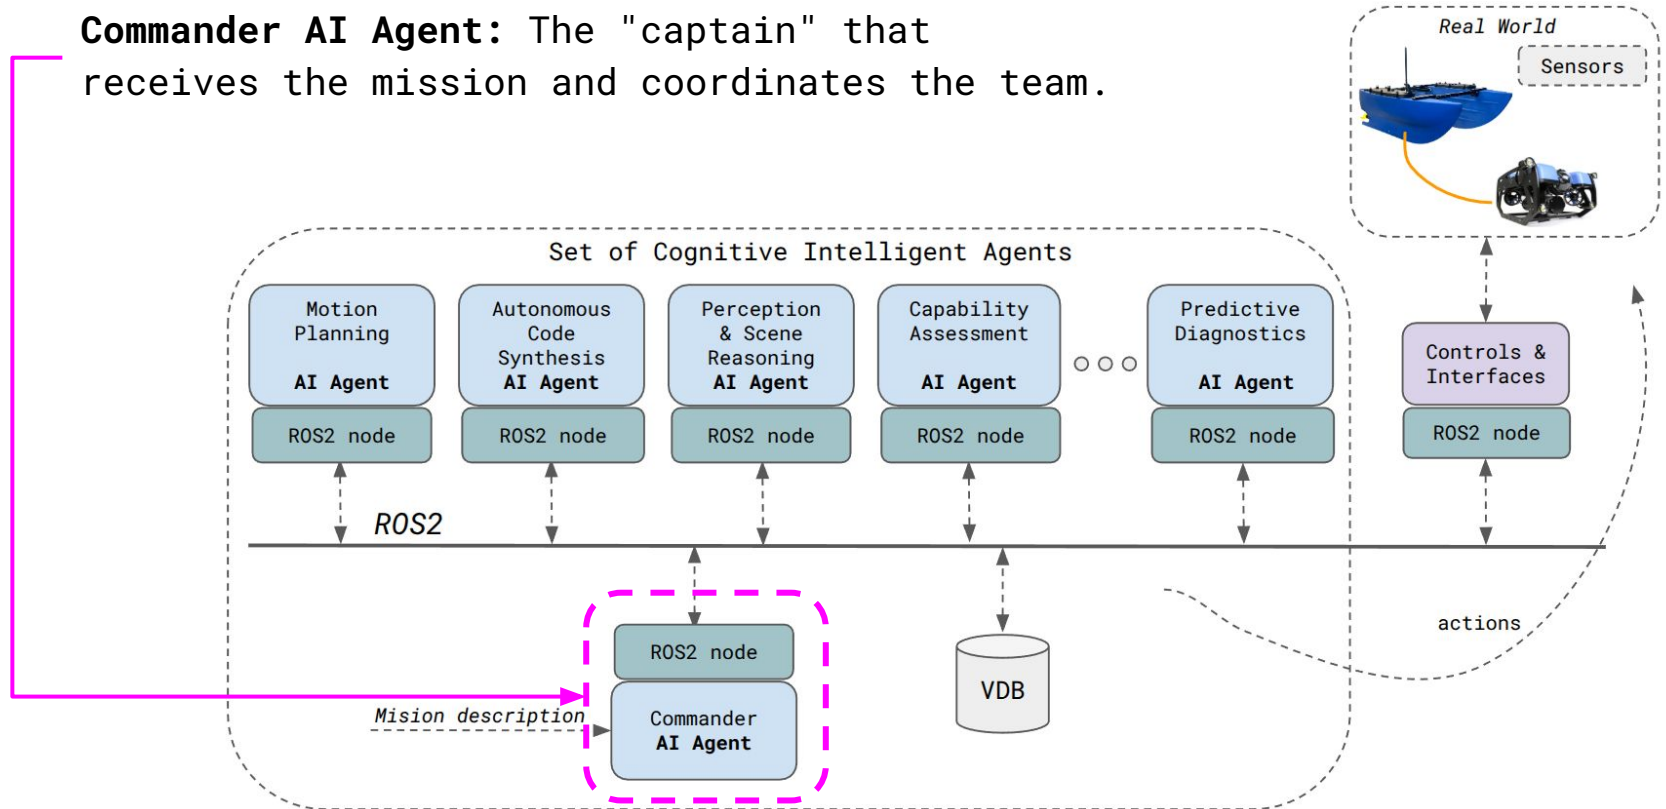 Commander AI Agent: The "captain" that
receives the mission and coordinates the team.
Real World
Sensors
Set of Cognitive Intelligent Agents
Motion
Planning
AI Agent
ROS2 node
Autonomous
Code
Synthesis
AI Agent
ROS2 node
Perception
& Scene
Reasoning
AI Agent
ROS2 node
Capability
Assessment
AI Agent
ROS2 node
Predictive
Diagnostics
AI Agent
ROS2 node
Controls &
Interfaces
ROS2 node
ROS2
ROS2 node
Commander
AI Agent
Mision description
VDB
actions